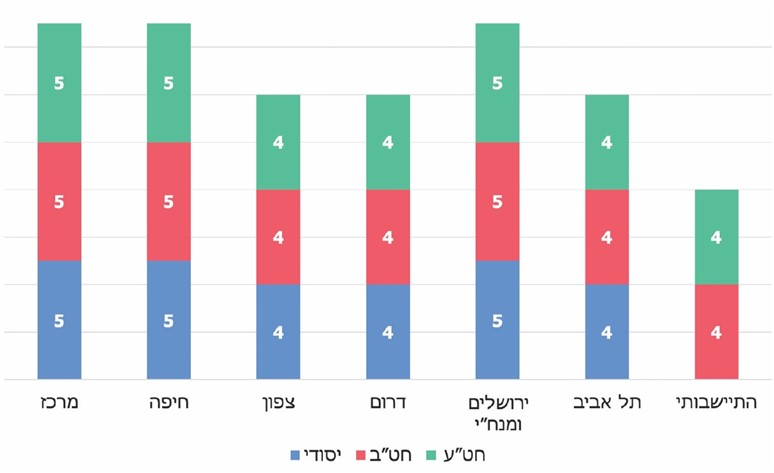 5 5 5
5 5 4 4 5 4 4
4 4 4
5 5 4 4 5 4 4
מרכז חיפה צפון דרום ירושלים ומנח"י תל אביב התיישבותי
יסודי חט"ב חט"ע